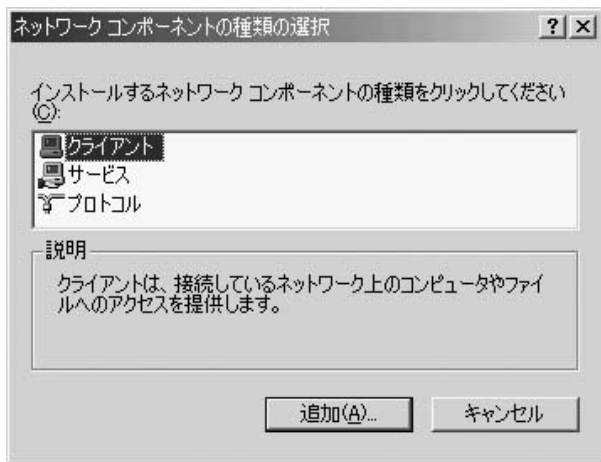 ネットワーク コンポーネントの種類の選択
? ×
インストールするネットワーク コンポーネントの種類をクリックしてください
(C):
クライアント
サービス
プロトコル
説明
クライアントは、接続しているネットワーク上のコンピュータやファイ
ルへのアクセスを提供します。
追加(A)...
キャンセル